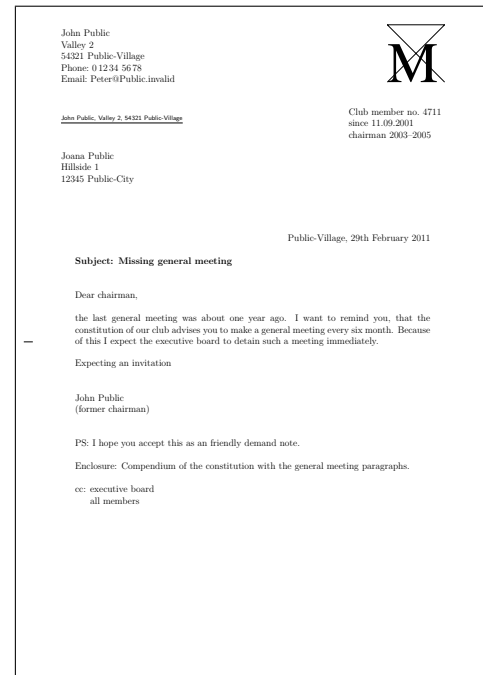 John Public
Valley 2
54321 Public-Village
Phone: 0 12 34 56 78
Email: Peter@Public.invalid
M
John Public, Valley 2, 54321 Public-Village
Club member no. 4711
since 11.09.2001
chairman 2003–2005
Joana Public
Hillside 1
12345 Public-City
Public-Village, 29th February 2011
Subject: Missing general meeting
Dear chairman,
the last general meeting was about one year ago. I want to remind you, that the
constitution of our club advises you to make a general meeting every six month. Because
of this I expect the executive board to detain such a meeting immediately.
Expecting an invitation
John Public
(former chairman)
PS: I hope you accept this as an friendly demand note.
Enclosure: Compendium of the constitution with the general meeting paragraphs.
cc: executive board
all members